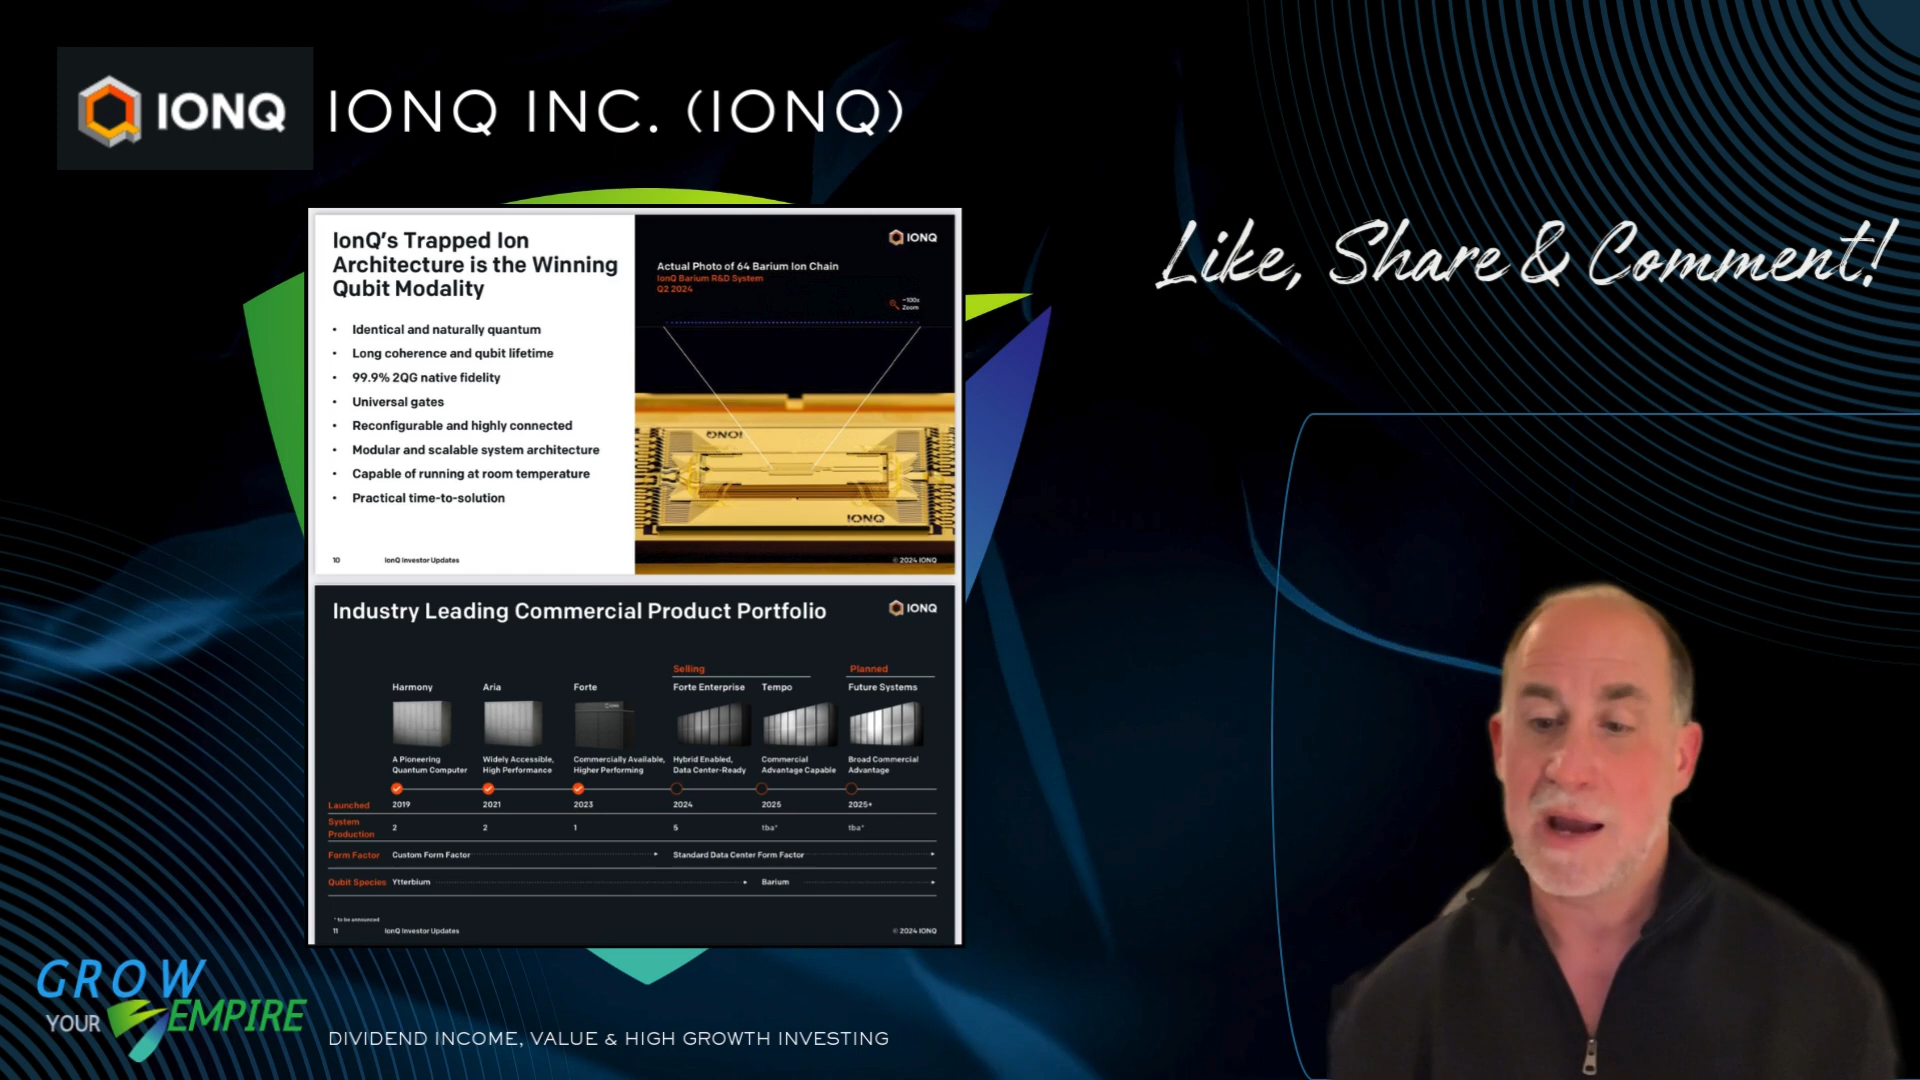 IONQ
IONQ INC. (IONQ)
Like, Share & Comment!
IonQ's Trapped Ion
Architecture is the Winning
Qubit Modality
• Identical and naturally quantum
• Long coherence and qubit lifetime
• 99.9% 2QG native fidelity
• Universal gates
• Reconfigurable and highly connected
• Modular and scalable system architecture
• Capable of running at room temperature
• Practical time-to-solution
10 IonQ Investor Updates
IONQ
Actual Photo of 64 Barium Ion Chain
IonQ Barium R&D System
Q2 2024
~100x
Zoom
IONQ
IONQ
© 2024 IONQ
Industry Leading Commercial Product Portfolio
IONQ
Selling Planned
Harmony Aria Forte Forte Enterprise Tempo Future Systems
IONQ
A Pioneering Widely Accessible, Commercially Available, Hybrid Enabled, Commercial Broad Commercial
Quantum Computer High Performance Higher Performing Data Center-Ready Advantage Capable Advantage
Launched 2019 2021 2023 2024 2025 2025+
System
Production 2 2 1 5 tba* tba*
Form Factor Custom Form Factor Standard Data Center Form Factor
Qubit Species Ytterbium Barium
* to be announced
11 IonQ Investor Updates © 2024 IONQ
GROW
YOUR EMPIRE
DIVIDEND INCOME, VALUE & HIGH GROWTH INVESTING